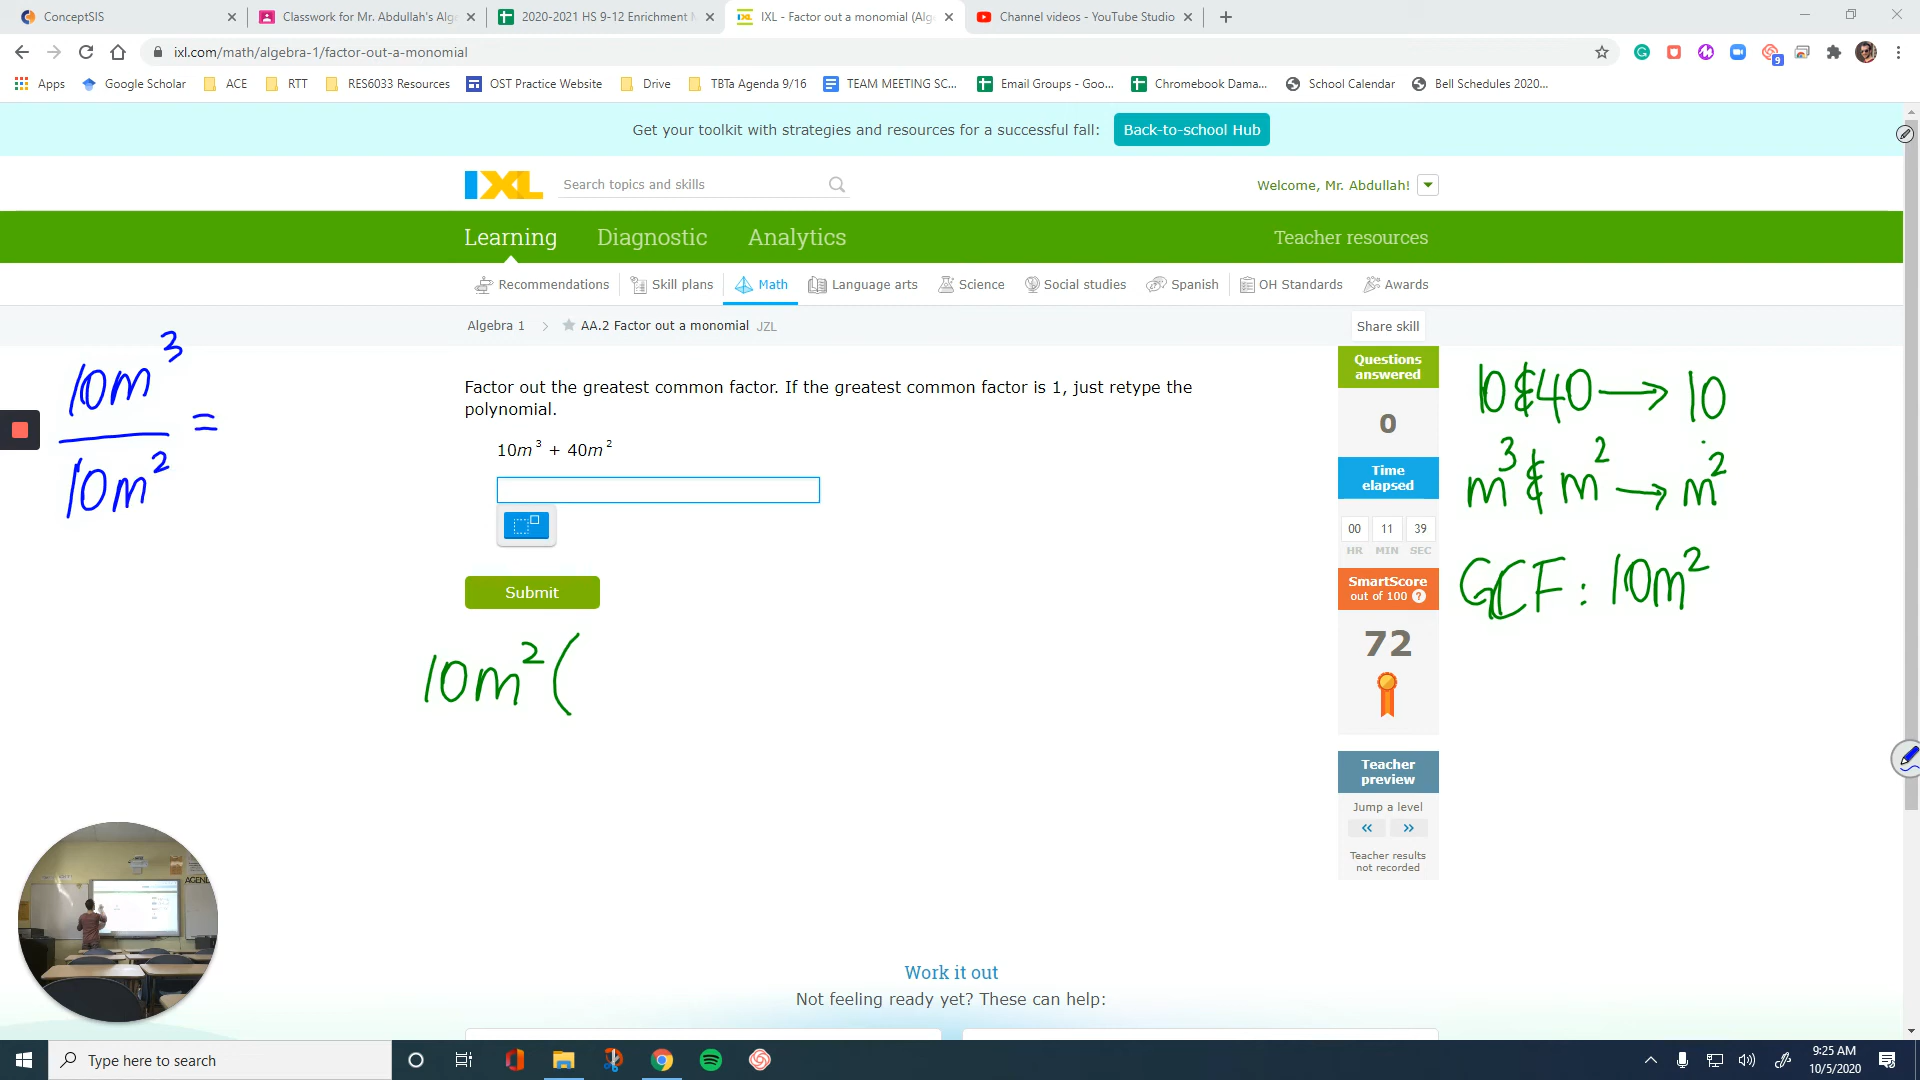 ConceptSIS
Classwork for Mr. Abdullah's Alg
2020-2021 HS 9-12 Enrichment M
IXL - Factor out a monomial (Alg
Channel videos - YouTube Studio
ixl.com/math/algebra-1/factor-out-a-monomial
9
Apps
Google Scholar
ACE
RTT
RES6033 Resources
OST Practice Website
Drive
TBTa Agenda 9/16
TEAM MEETING SC...
Email Groups - Goo...
Chromebook Dama...
School Calendar
Bell Schedules 2020...
Get your toolkit with strategies and resources for a successful fall:
Back-to-school Hub
IXL
Search topics and skills
Welcome, Mr. Abdullah!
Learning
Diagnostic
Analytics
Teacher resources
Recommendations
Skill plans
Math
Language arts
Science
Social studies
Spanish
OH Standards
Awards
Algebra 1
AA.2 Factor out a monomial JZL
Share skill
10m³
=
10m²
Factor out the greatest common factor. If the greatest common factor is 1, just retype the
polynomial.
10m³ + 40m²
Submit
10m² (
Questions
answered
0
Time
elapsed
00 11 39
HR MIN SEC
SmartScore
out of 100 ?
72
Teacher
preview
Jump a level
« »
Teacher results
not recorded
10 & 40 → 10
m³ & m² → m²
GCF : 10m²
AGENDA
Work it out
Not feeling ready yet? These can help:
Type here to search
9:25 AM
10/5/2020